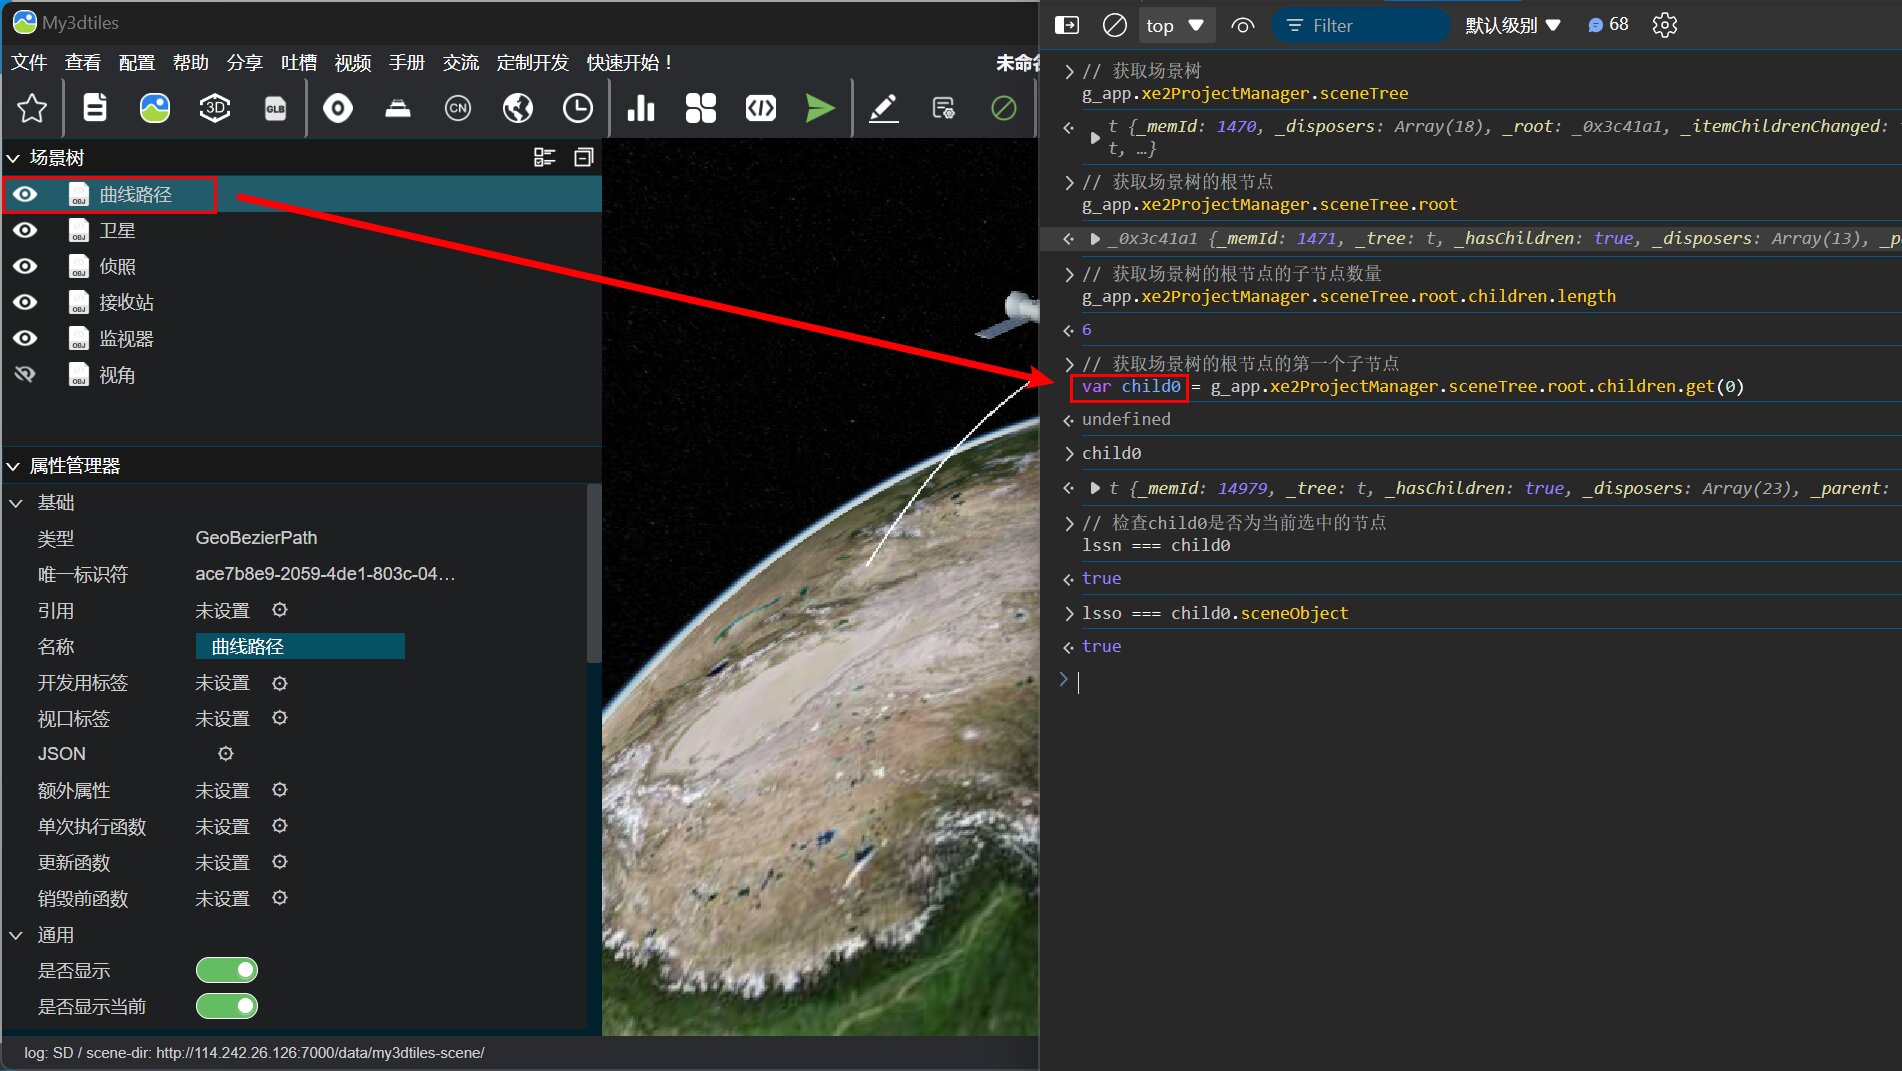 My3dtiles
文件 查看 配置 帮助 分享 吐槽 视频 手册 交流 定制开发 快速开始！ 未命名
3D GLB CN
场景树
OBJ 曲线路径
OBJ 卫星
OBJ 侦照
OBJ 接收站
OBJ 监视器
OBJ 视角
属性管理器
基础
类型 GeoBezierPath
唯一标识符 ace7b8e9-2059-4de1-803c-04…
引用 未设置
名称 曲线路径
开发用标签 未设置
视口标签 未设置
JSON
额外属性 未设置
单次执行函数 未设置
更新函数 未设置
销毁前函数 未设置
通用
是否显示
是否显示当前
log: SD / scene-dir: http://114.242.26.126:7000/data/my3dtiles-scene/
top Filter 默认级别 68
// 获取场景树
g_app.xe2ProjectManager.sceneTree
t {_memId: 1470, _disposers: Array(18), _root: _0x3c41a1, _itemChildrenChanged:
t, …}
// 获取场景树的根节点
g_app.xe2ProjectManager.sceneTree.root
_0x3c41a1 {_memId: 1471, _tree: t, _hasChildren: true, _disposers: Array(13), _p
// 获取场景树的根节点的子节点数量
g_app.xe2ProjectManager.sceneTree.root.children.length
6
// 获取场景树的根节点的第一个子节点
var child0 = g_app.xe2ProjectManager.sceneTree.root.children.get(0)
undefined
child0
t {_memId: 14979, _tree: t, _hasChildren: true, _disposers: Array(23), _parent:
// 检查child0是否为当前选中的节点
lssn === child0
true
lsso === child0.sceneObject
true